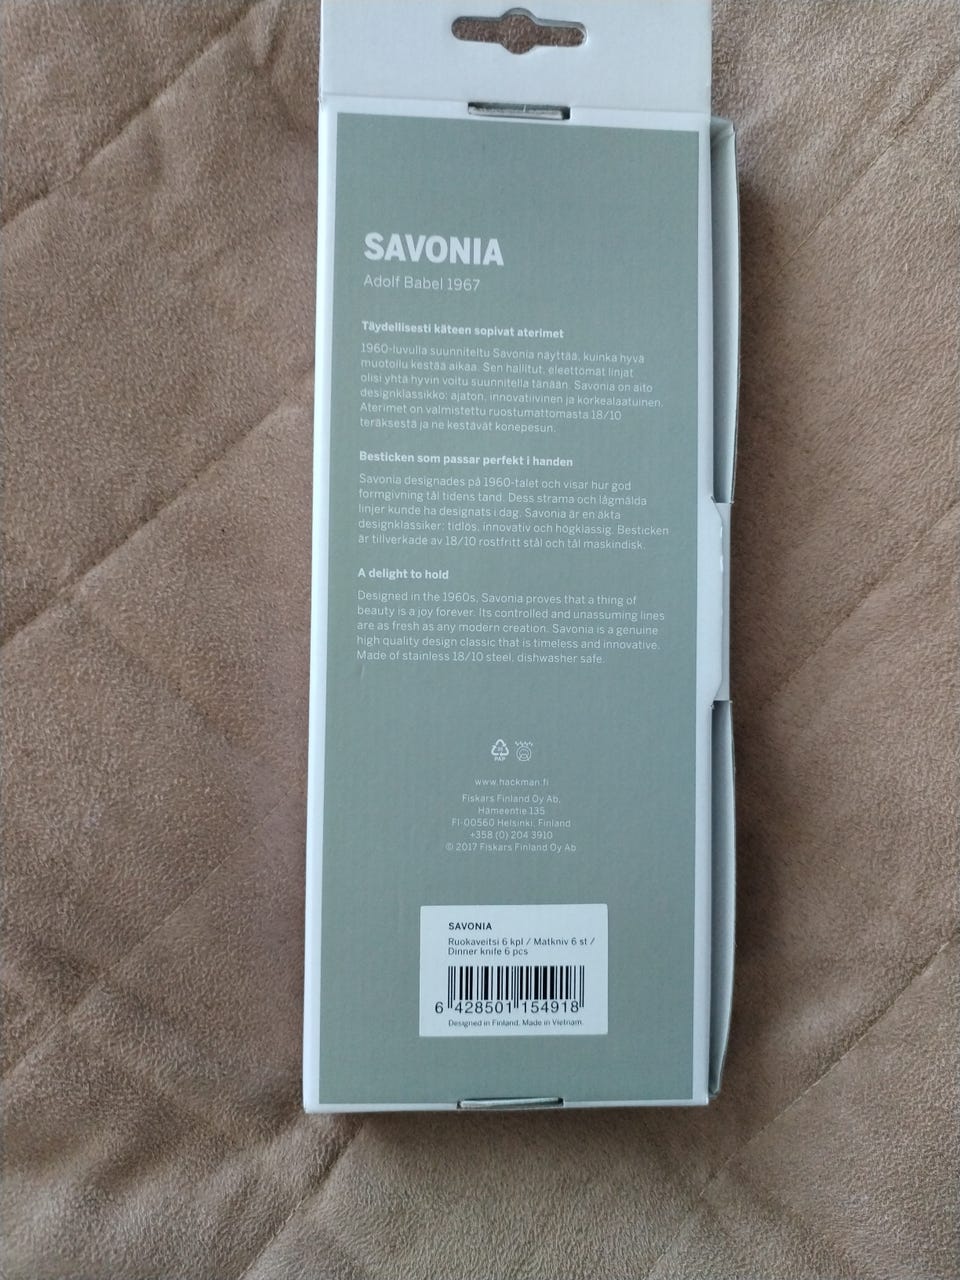 SAVONIA
Adolf Babel 1967
Täydellisesti käteen sopivat aterimet
1960-luvulla suunniteltu Savonia näyttää, kuinka hyvä
muotoilu kestää aikaa. Sen hallitut, eleettömät linjat
olisi yhtä hyvin voitu suunnitella tänään. Savonia on aito
designklassikko: ajaton, innovatiivinen ja korkealaatuinen.
Aterimet on valmistettu ruostumattomasta 18/10
teräksestä ja ne kestävät konepesun.
Besticken som passar perfekt i handen
Savonia designades på 1960-talet och visar hur god
formgivning tål tidens tand. Dess strama och lågmälda
linjer kunde ha designats i dag. Savonia är en äkta
designklassiker: tidlös, innovativ och högklassig. Besticken
är tillverkade av 18/10 rostfritt stål och tål maskindisk.
A delight to hold
Designed in the 1960s, Savonia proves that a thing of
beauty is a joy forever. Its controlled and unassuming lines
are as fresh as any modern creation. Savonia is a genuine
high quality design classic that is timeless and innovative.
Made of stainless 18/10 steel, dishwasher safe.
PAP
www.hackman.fi
Fiskars Finland Oy Ab,
Hämeentie 135
FI-00560 Helsinki, Finland
+358 (0) 204 3910
© 2017 Fiskars Finland Oy Ab
SAVONIA
Ruokaveitsi 6 kpl / Matkniv 6 st /
Dinner knife 6 pcs
6 428501 154918
Designed in Finland. Made in Vietnam.